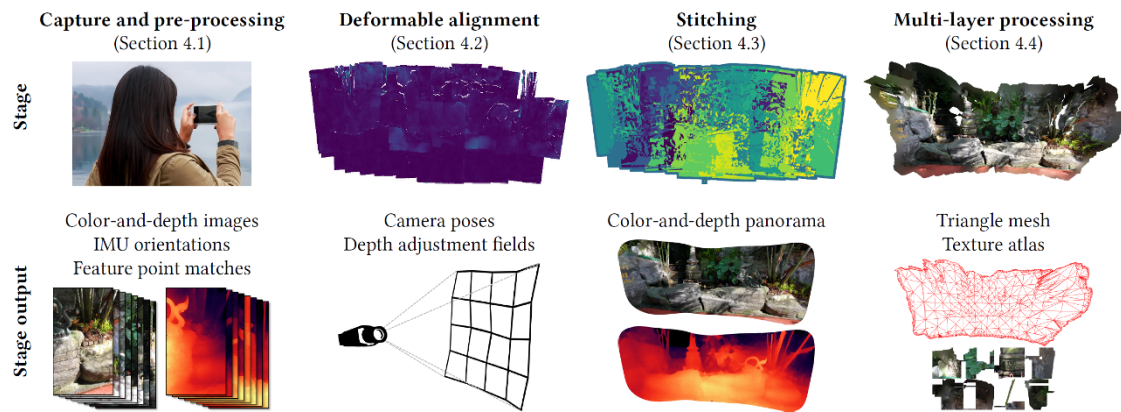 Capture and pre-processing
(Section 4.1)
Deformable alignment
(Section 4.2)
Stitching
(Section 4.3)
Multi-layer processing
(Section 4.4)
Stage
Color-and-depth images
IMU orientations
Feature point matches
Camera poses
Depth adjustment fields
Color-and-depth panorama
Triangle mesh
Texture atlas
Stage output